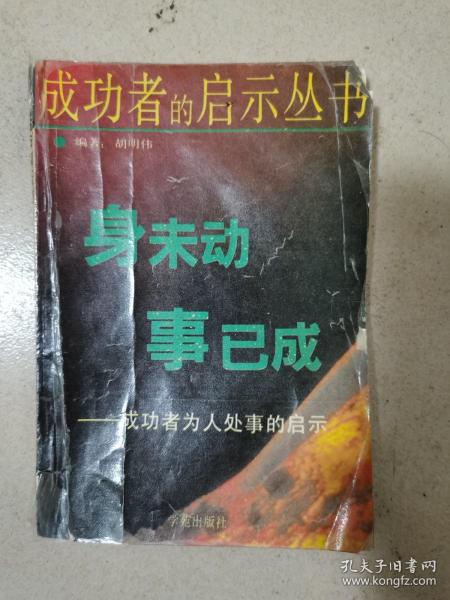 成功者的启示丛书
编著：胡明伟
身未动
事已成
——成功者为人处事的启示
学苑出版社
孔夫子旧书网
www.kongfz.com